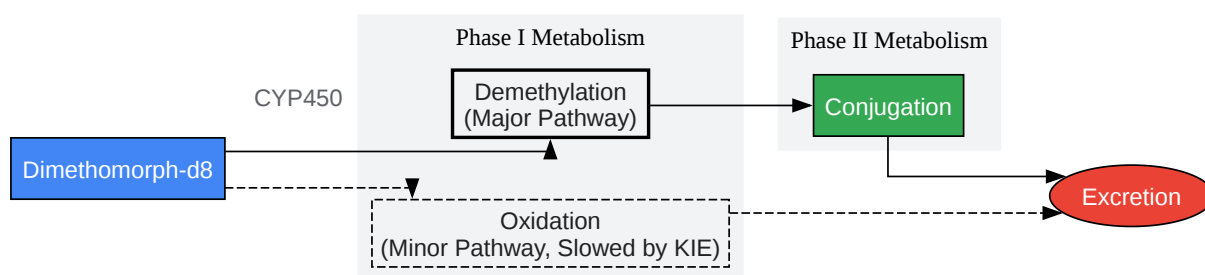 Phase I Metabolism
Phase II Metabolism
CYP450
Demethylation
(Major Pathway)
Conjugation
Dimethomorph-d8
Oxidation
(Minor Pathway, Slowed by KIE)
Excretion